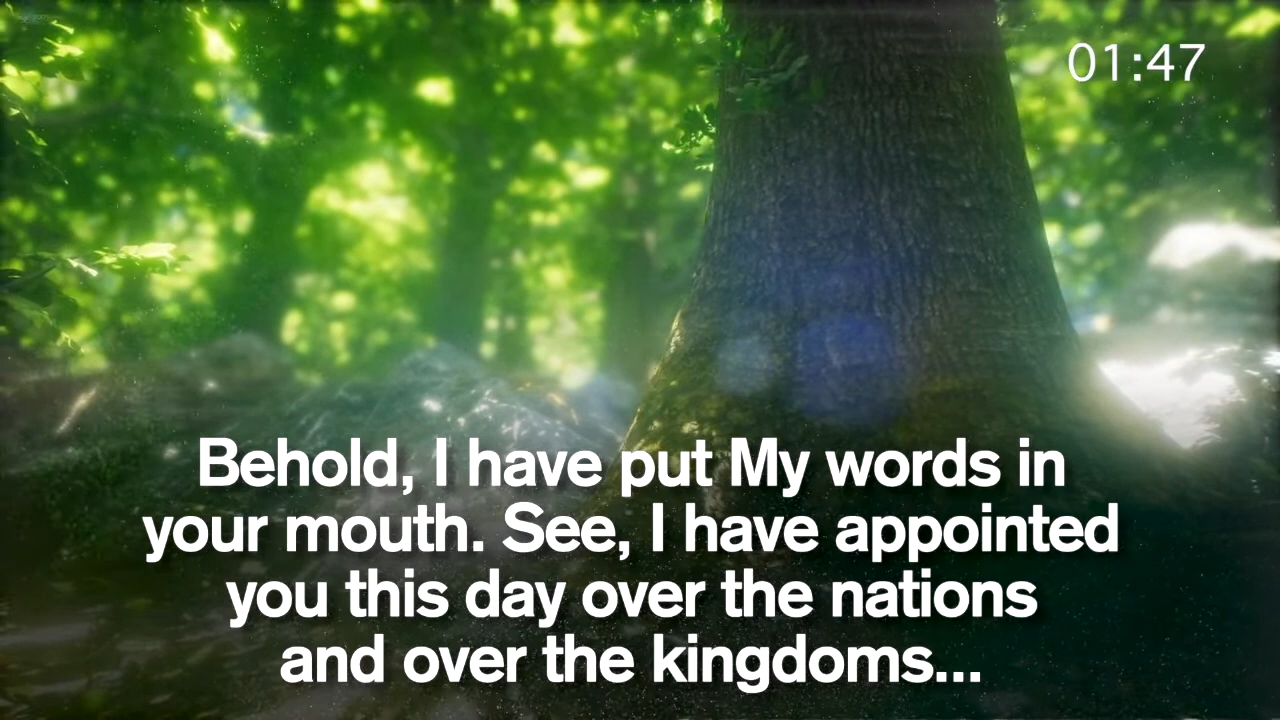 01:47
Behold, I have put My words in
your mouth. See, I have appointed
you this day over the nations
and over the kingdoms...